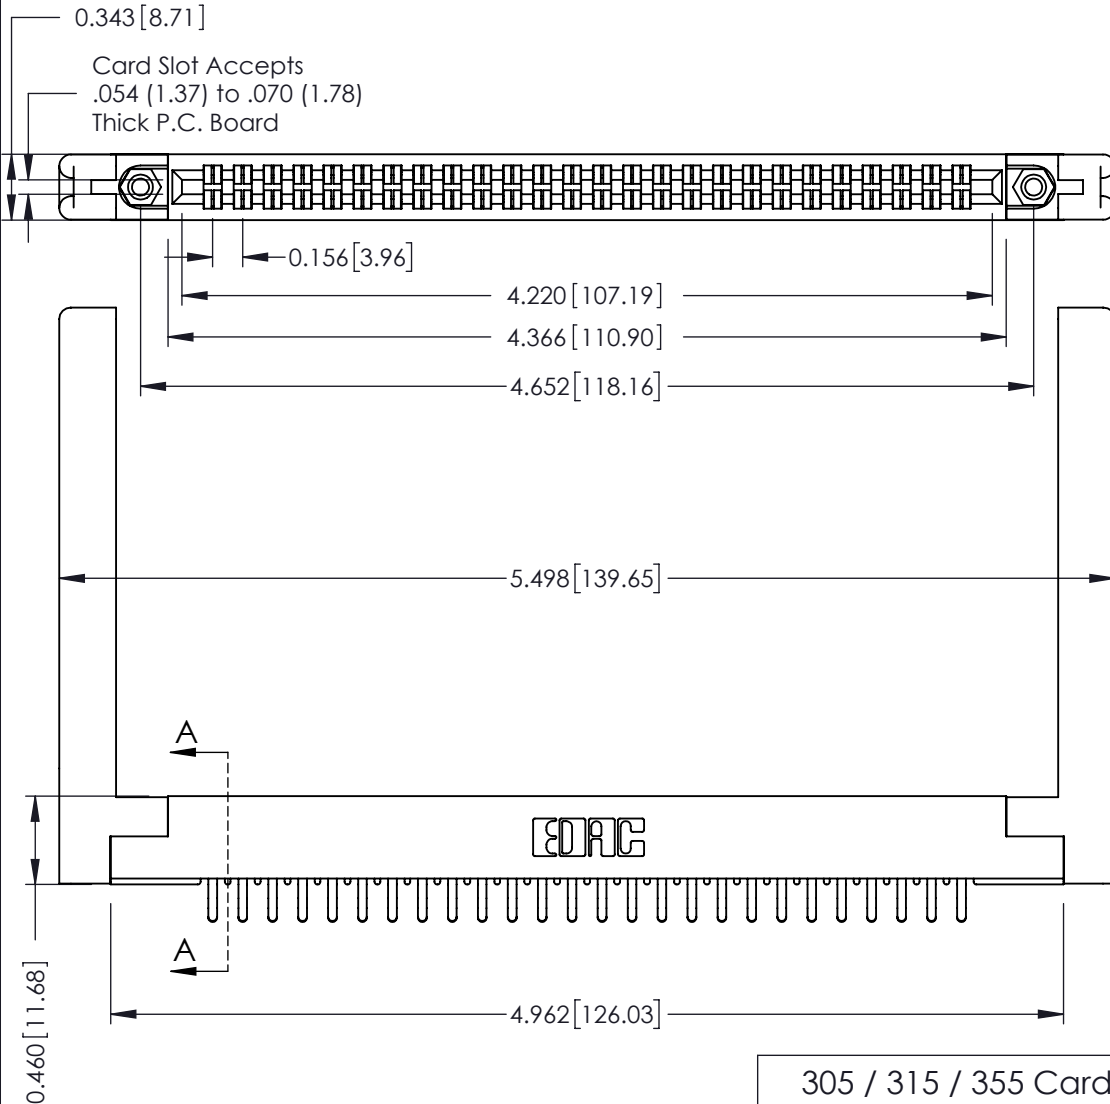 0.343[8.71]
Card Slot Accepts
.054 (1.37) to .070 (1.78)
Thick P.C. Board
0.156[3.96]
4.220[107.19]
4.366[110.90]
4.652[118.16]
5.498[139.65]
A
EDAC
A
0.460[11.68]
4.962[126.03]
305 / 315 / 355 Card